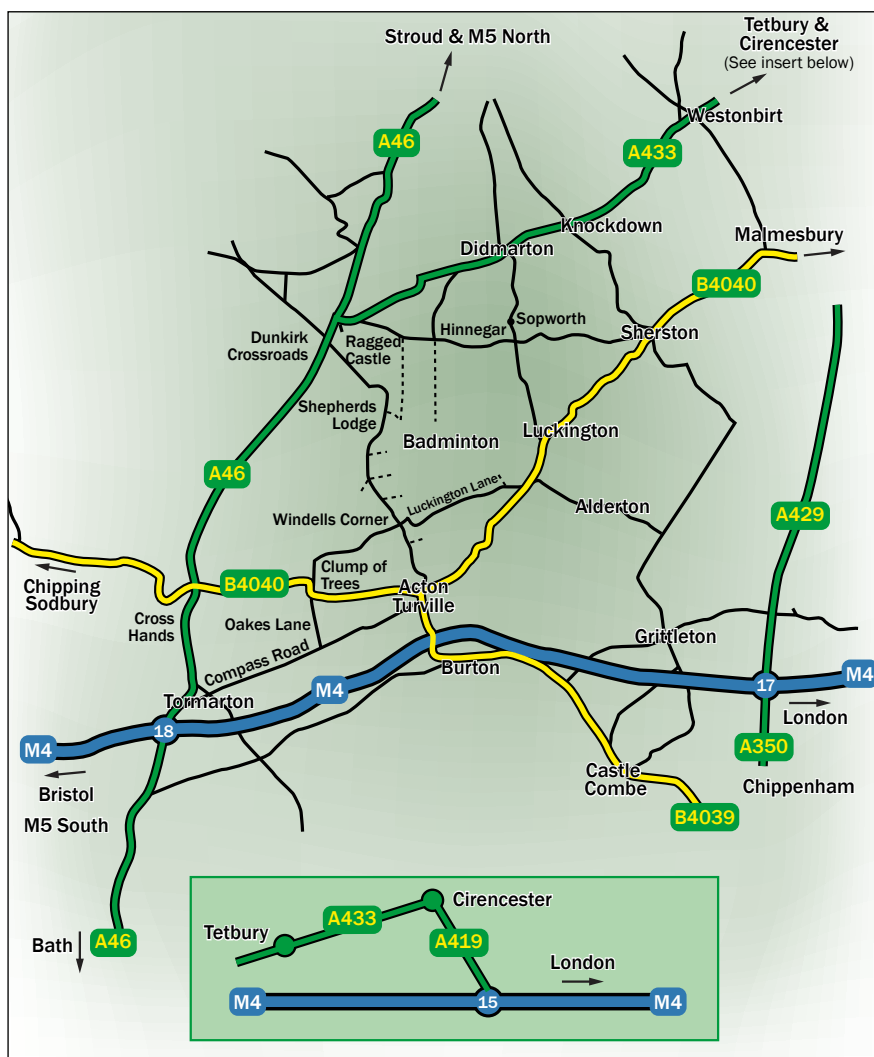 Stroud & M5 North
Tetbury &
Cirencester
(See insert below)
Westonbirt
A46
A433
Knockdown
Didmarton
Malmesbury
B4040
Hinnegar
Sopworth
Sherston
Dunkirk
Crossroads
Ragged
Castle
Shepherds
Lodge
Badminton
Luckington
A46
Luckington Lane
Alderton
A429
Windells Corner
Chipping
Sodbury
B4040
Clump of
Trees
Acton
Turville
Cross
Hands
Oakes Lane
Compass Road
Grittleton
Burton
Tormarton
M4
M4
17
18
M4
London
A350
Bristol
M5 South
Castle
Combe
Chippenham
B4039
Bath
A46
Cirencester
Tetbury
A433
A419
London
M4
15
M4